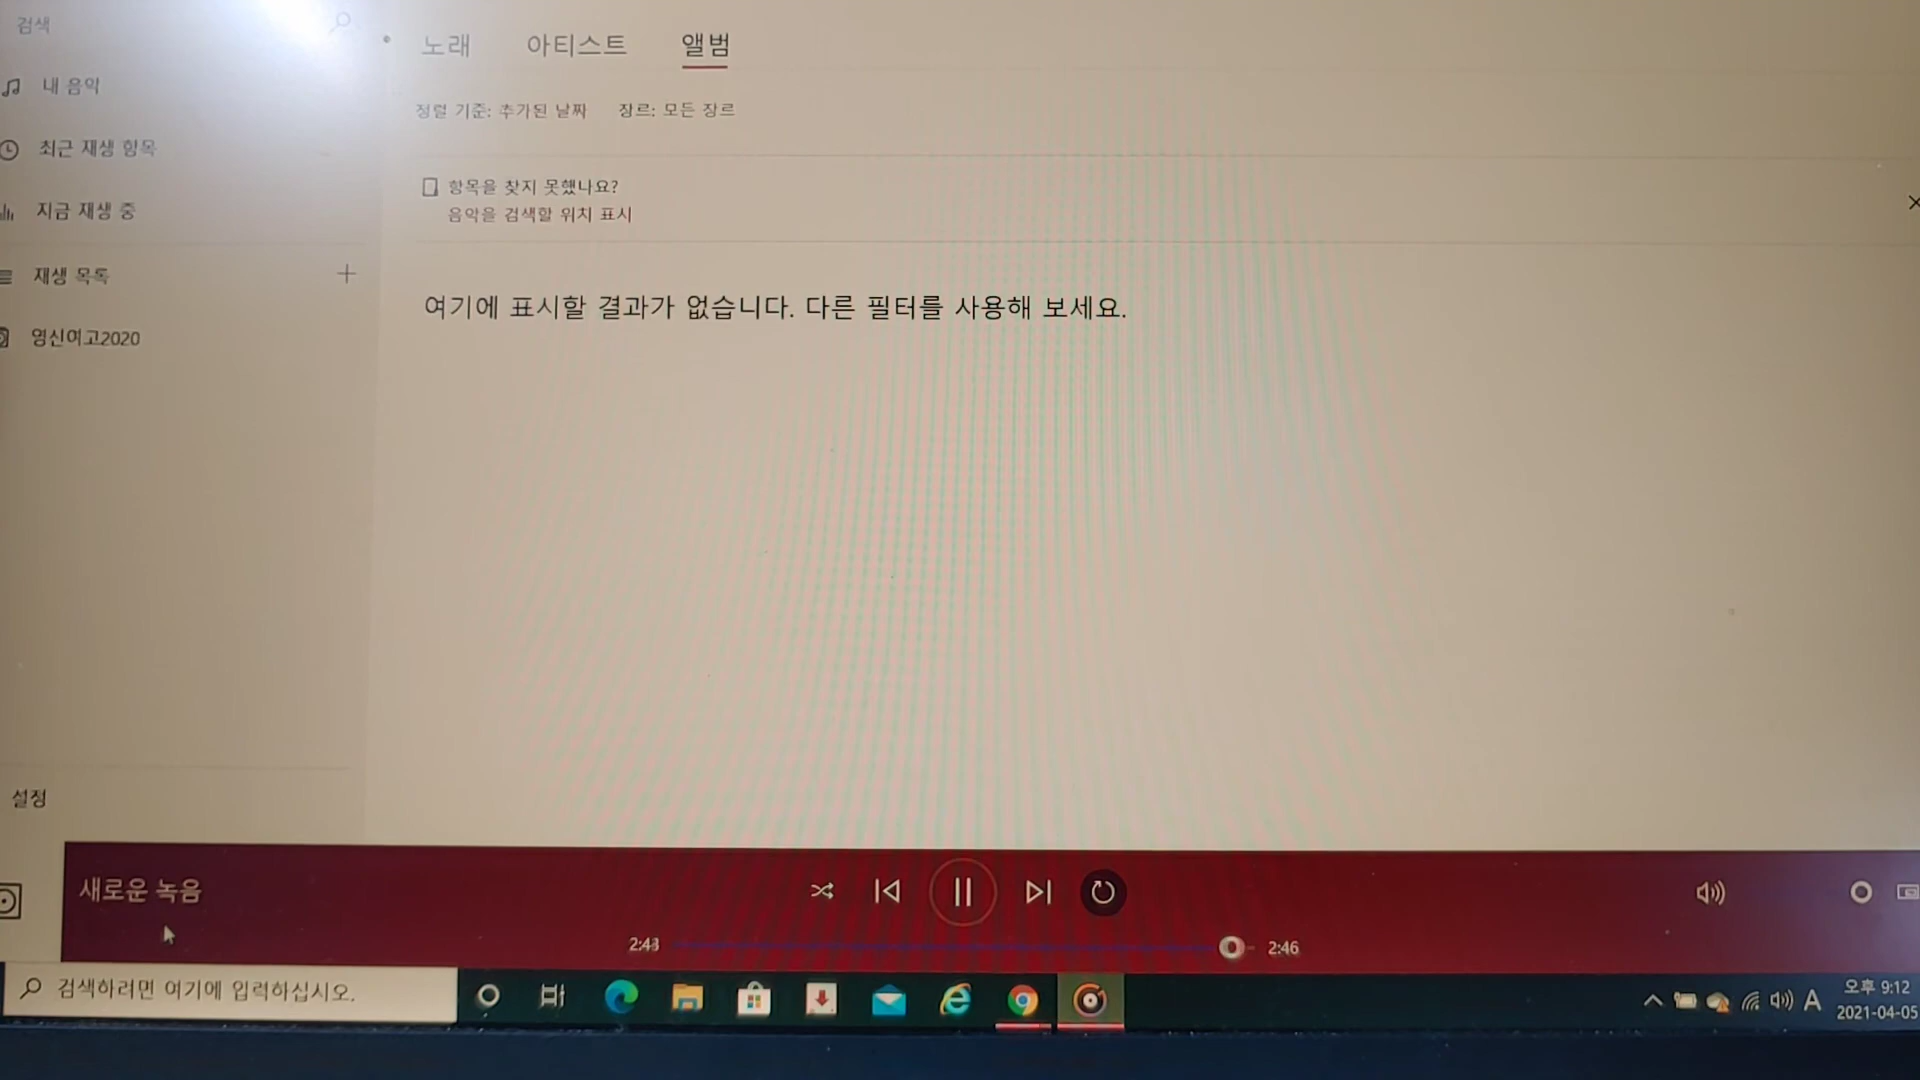 검색
내 음악
최근 재생 항목
지금 재생 중
재생 목록
영신여고2020
설정
노래 아티스트 앨범
정렬 기준: 추가된 날짜 장르: 모든 장르
항목을 찾지 못했나요?
음악을 검색할 위치 표시
여기에 표시할 결과가 없습니다. 다른 필터를 사용해 보세요.
새로운 녹음
2:43 2:46
검색하려면 여기에 입력하십시오.
A
오후 9:12
2021-04-05